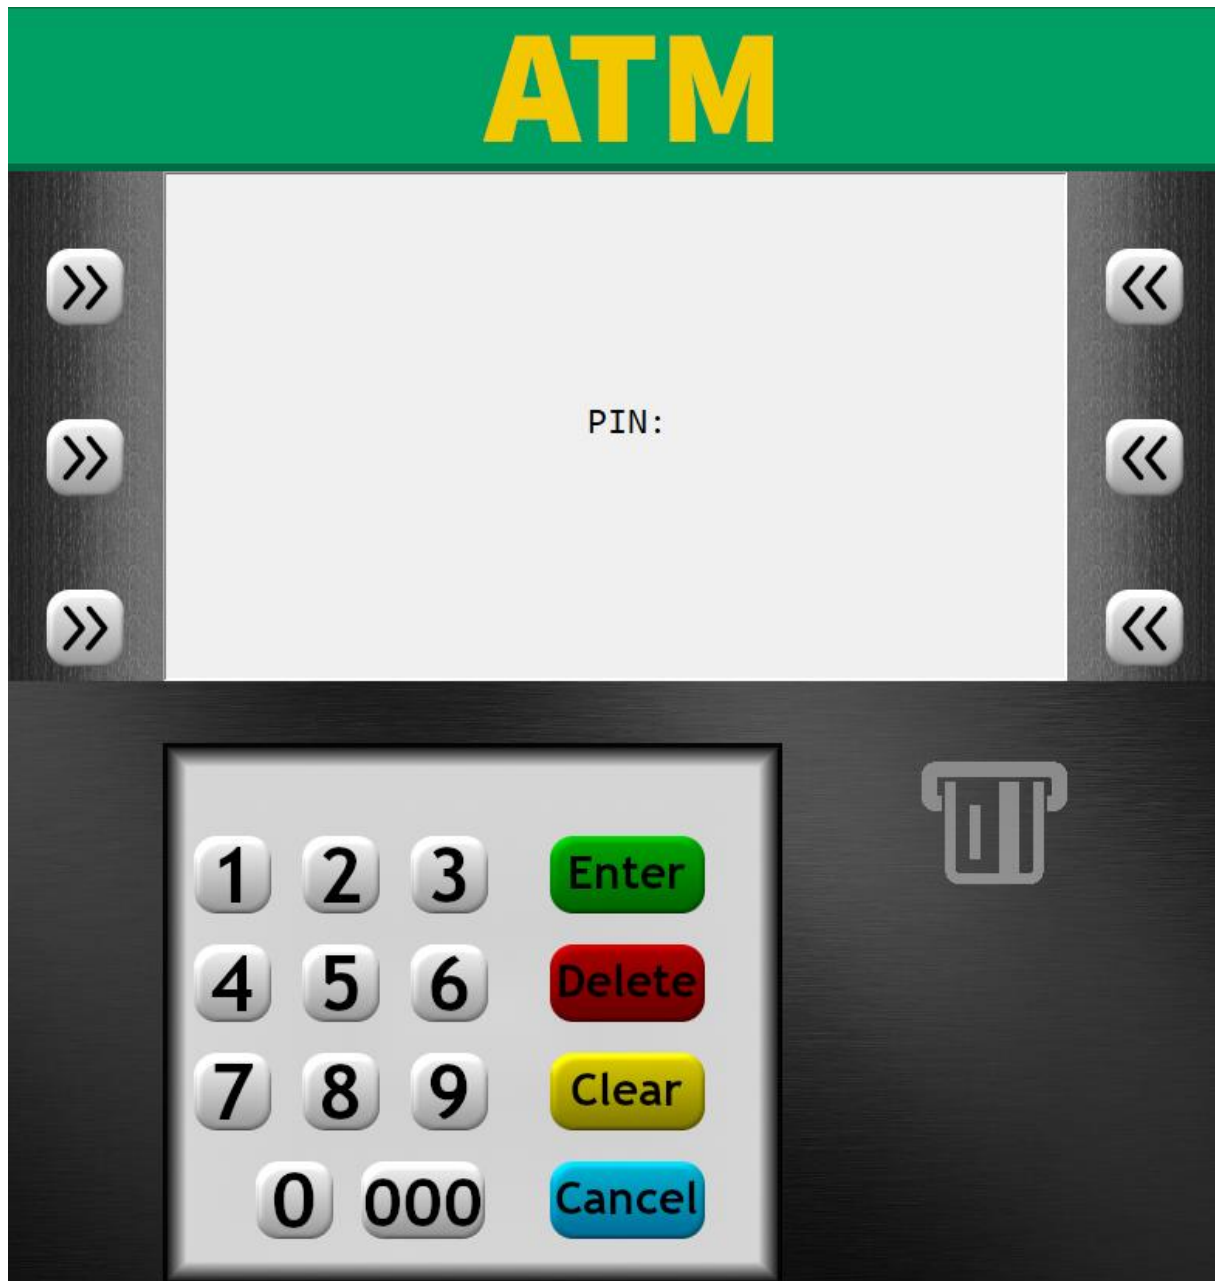 ATM
>> <<
PIN:
>> <<
>> <<
1 2 3 Enter
4 5 6 Delete
7 8 9 Clear
0 000 Cancel